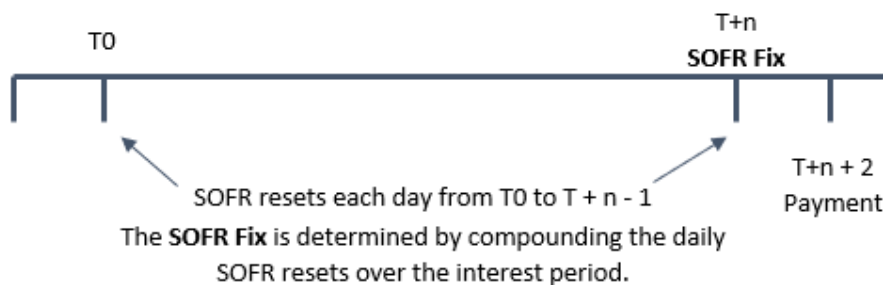 T0
T+n
SOFR Fix
SOFR resets each day from T0 to T + n - 1
The SOFR Fix is determined by compounding the daily
SOFR resets over the interest period.
T+n + 2
Payment